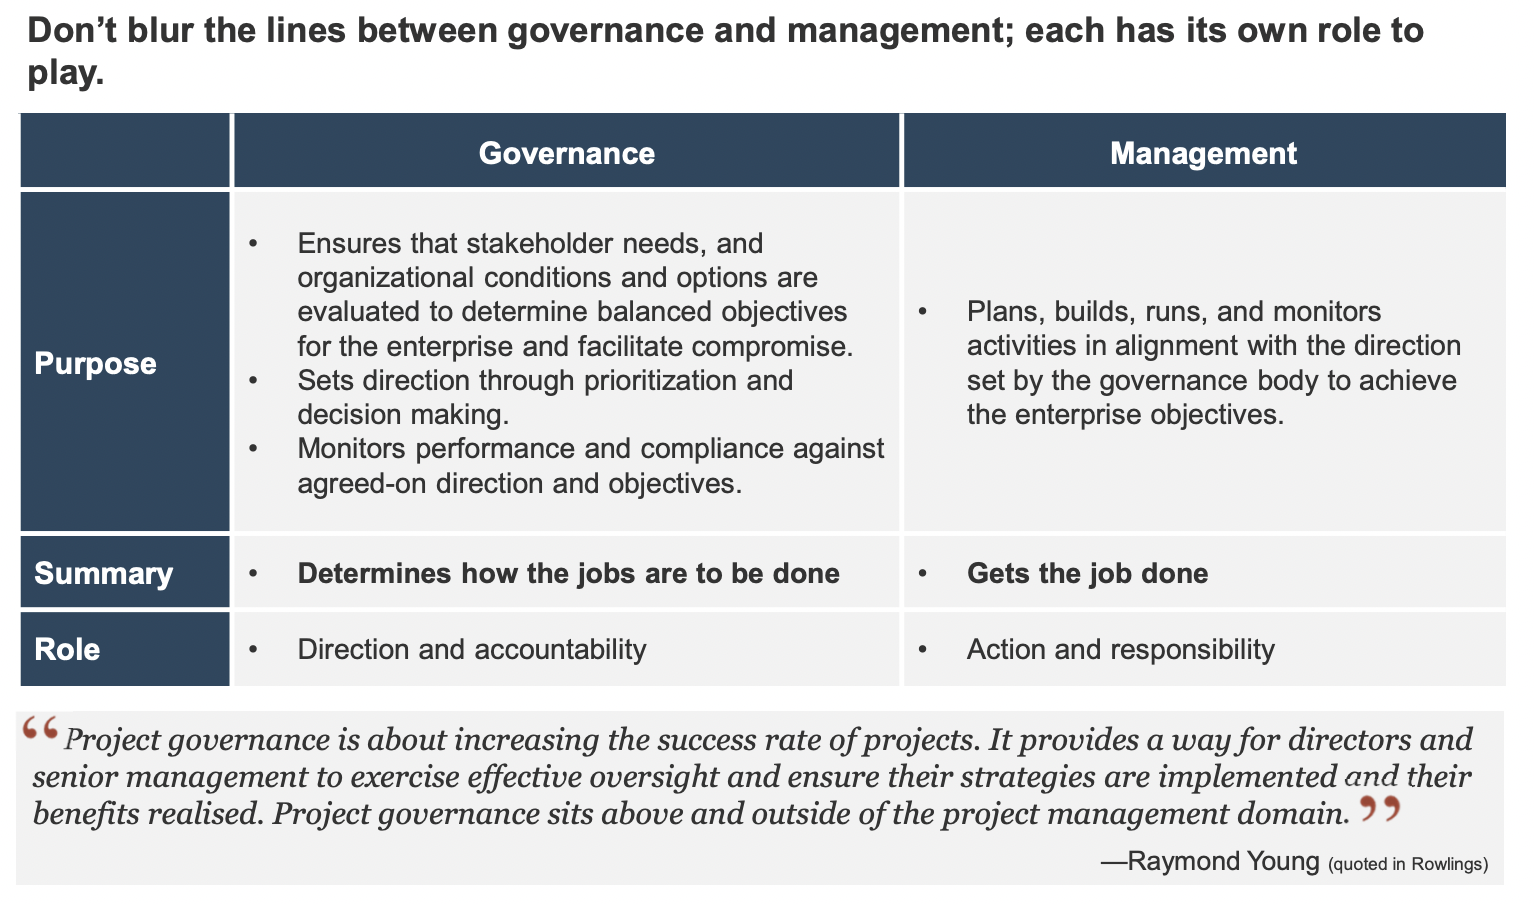 Don’t blur the lines between governance and management; each has its own role to
play.
Governance
Management
Purpose
• Ensures that stakeholder needs, and
organizational conditions and options are
evaluated to determine balanced objectives
for the enterprise and facilitate compromise.
• Sets direction through prioritization and
decision making.
• Monitors performance and compliance against
agreed-on direction and objectives.
• Plans, builds, runs, and monitors
activities in alignment with the direction
set by the governance body to achieve
the enterprise objectives.
Summary
• Determines how the jobs are to be done
• Gets the job done
Role
• Direction and accountability
• Action and responsibility
“Project governance is about increasing the success rate of projects. It provides a way for directors and
senior management to exercise effective oversight and ensure their strategies are implemented and their
benefits realised. Project governance sits above and outside of the project management domain.”
—Raymond Young (quoted in Rowlings)